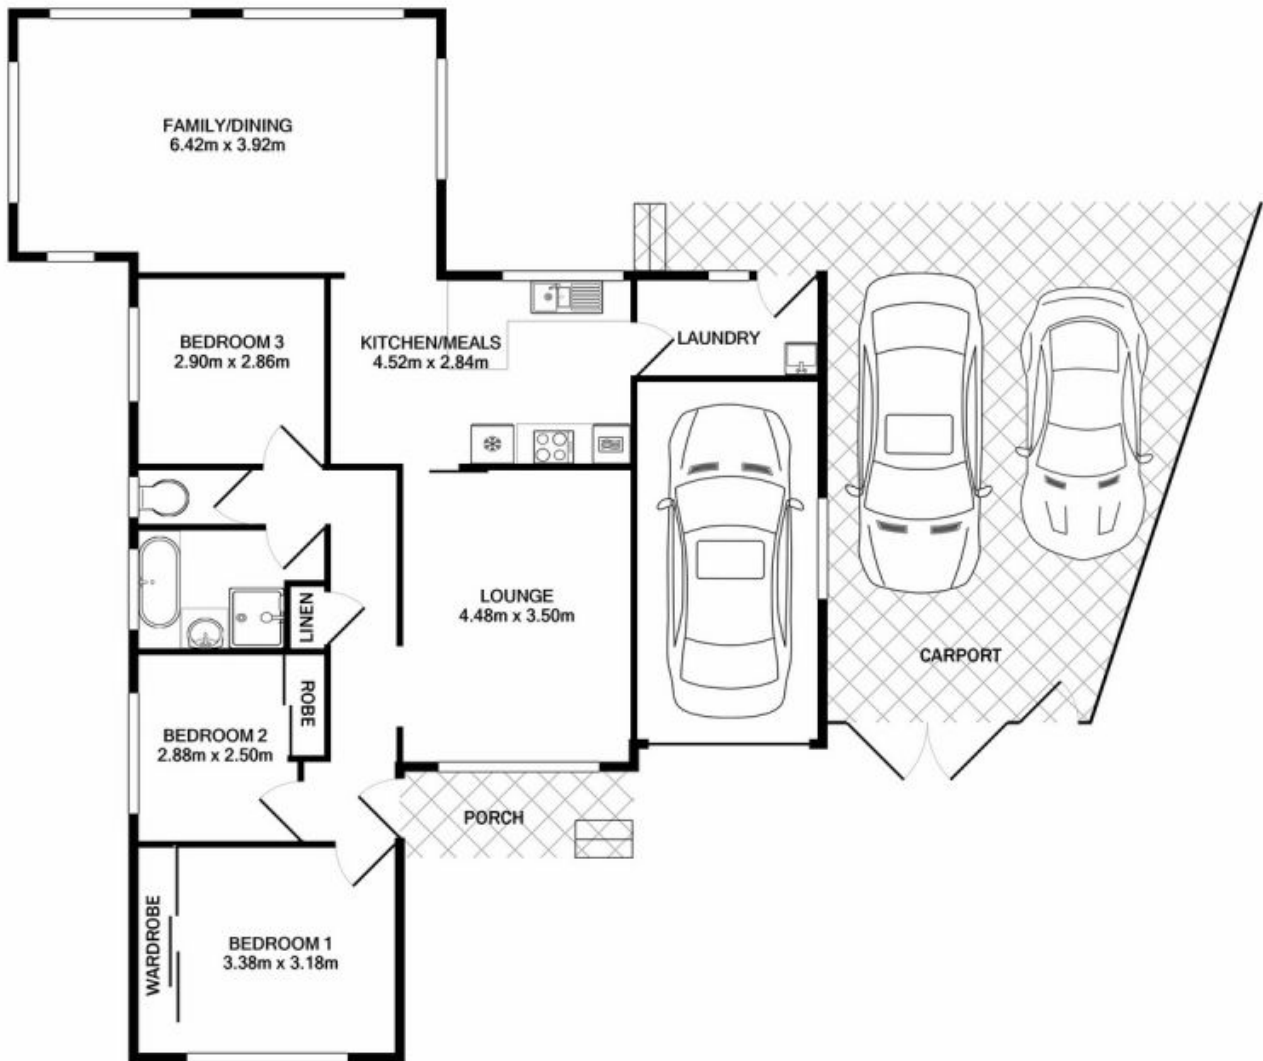 FAMILY/DINING
6.42m x 3.92m
BEDROOM 3
2.90m x 2.86m
KITCHEN/MEALS
4.52m x 2.84m
LAUNDRY
LINEN
LOUNGE
4.48m x 3.50m
CARPORT
ROBE
BEDROOM 2
2.88m x 2.50m
PORCH
WARDROBE
BEDROOM 1
3.38m x 3.18m